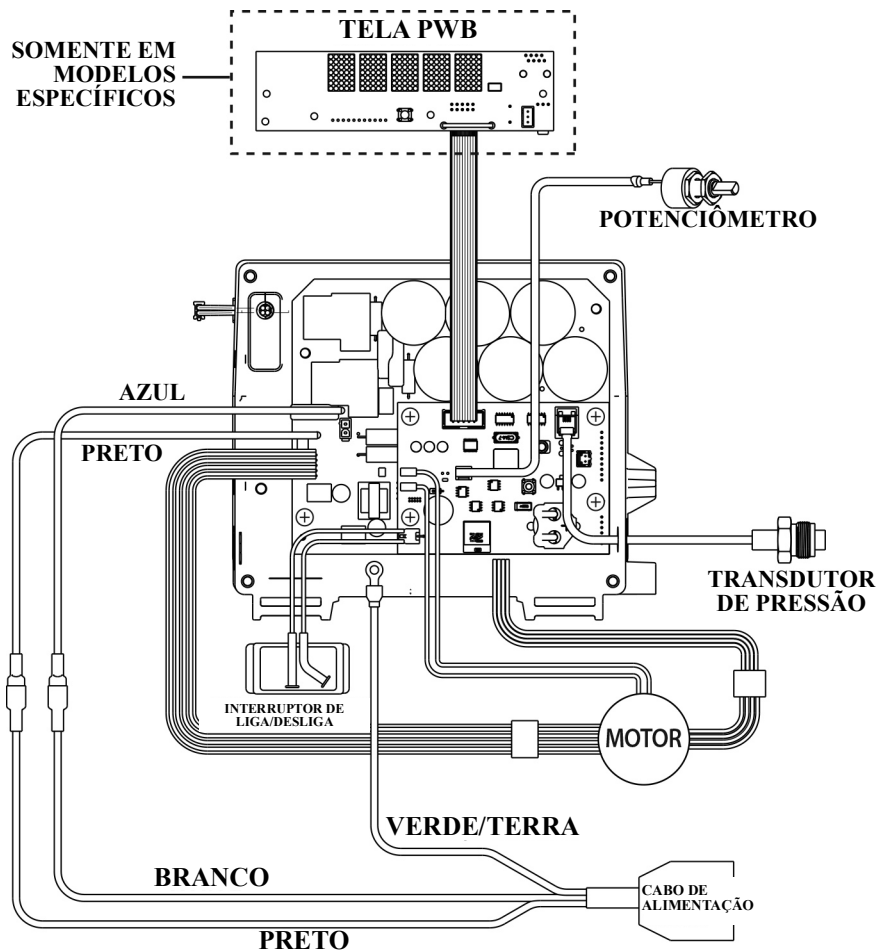 TELA PWB
SOMENTE EM
MODELOS
ESPECÍFICOS
POTENCIÔMETRO
AZUL
PRETO
TRANSDUTOR
DE PRESSÃO
INTERRUPTOR DE
LIGA/DESLIGA
MOTOR
VERDE/TERRA
BRANCO
CABO DE
ALIMENTAÇÃO
PRETO